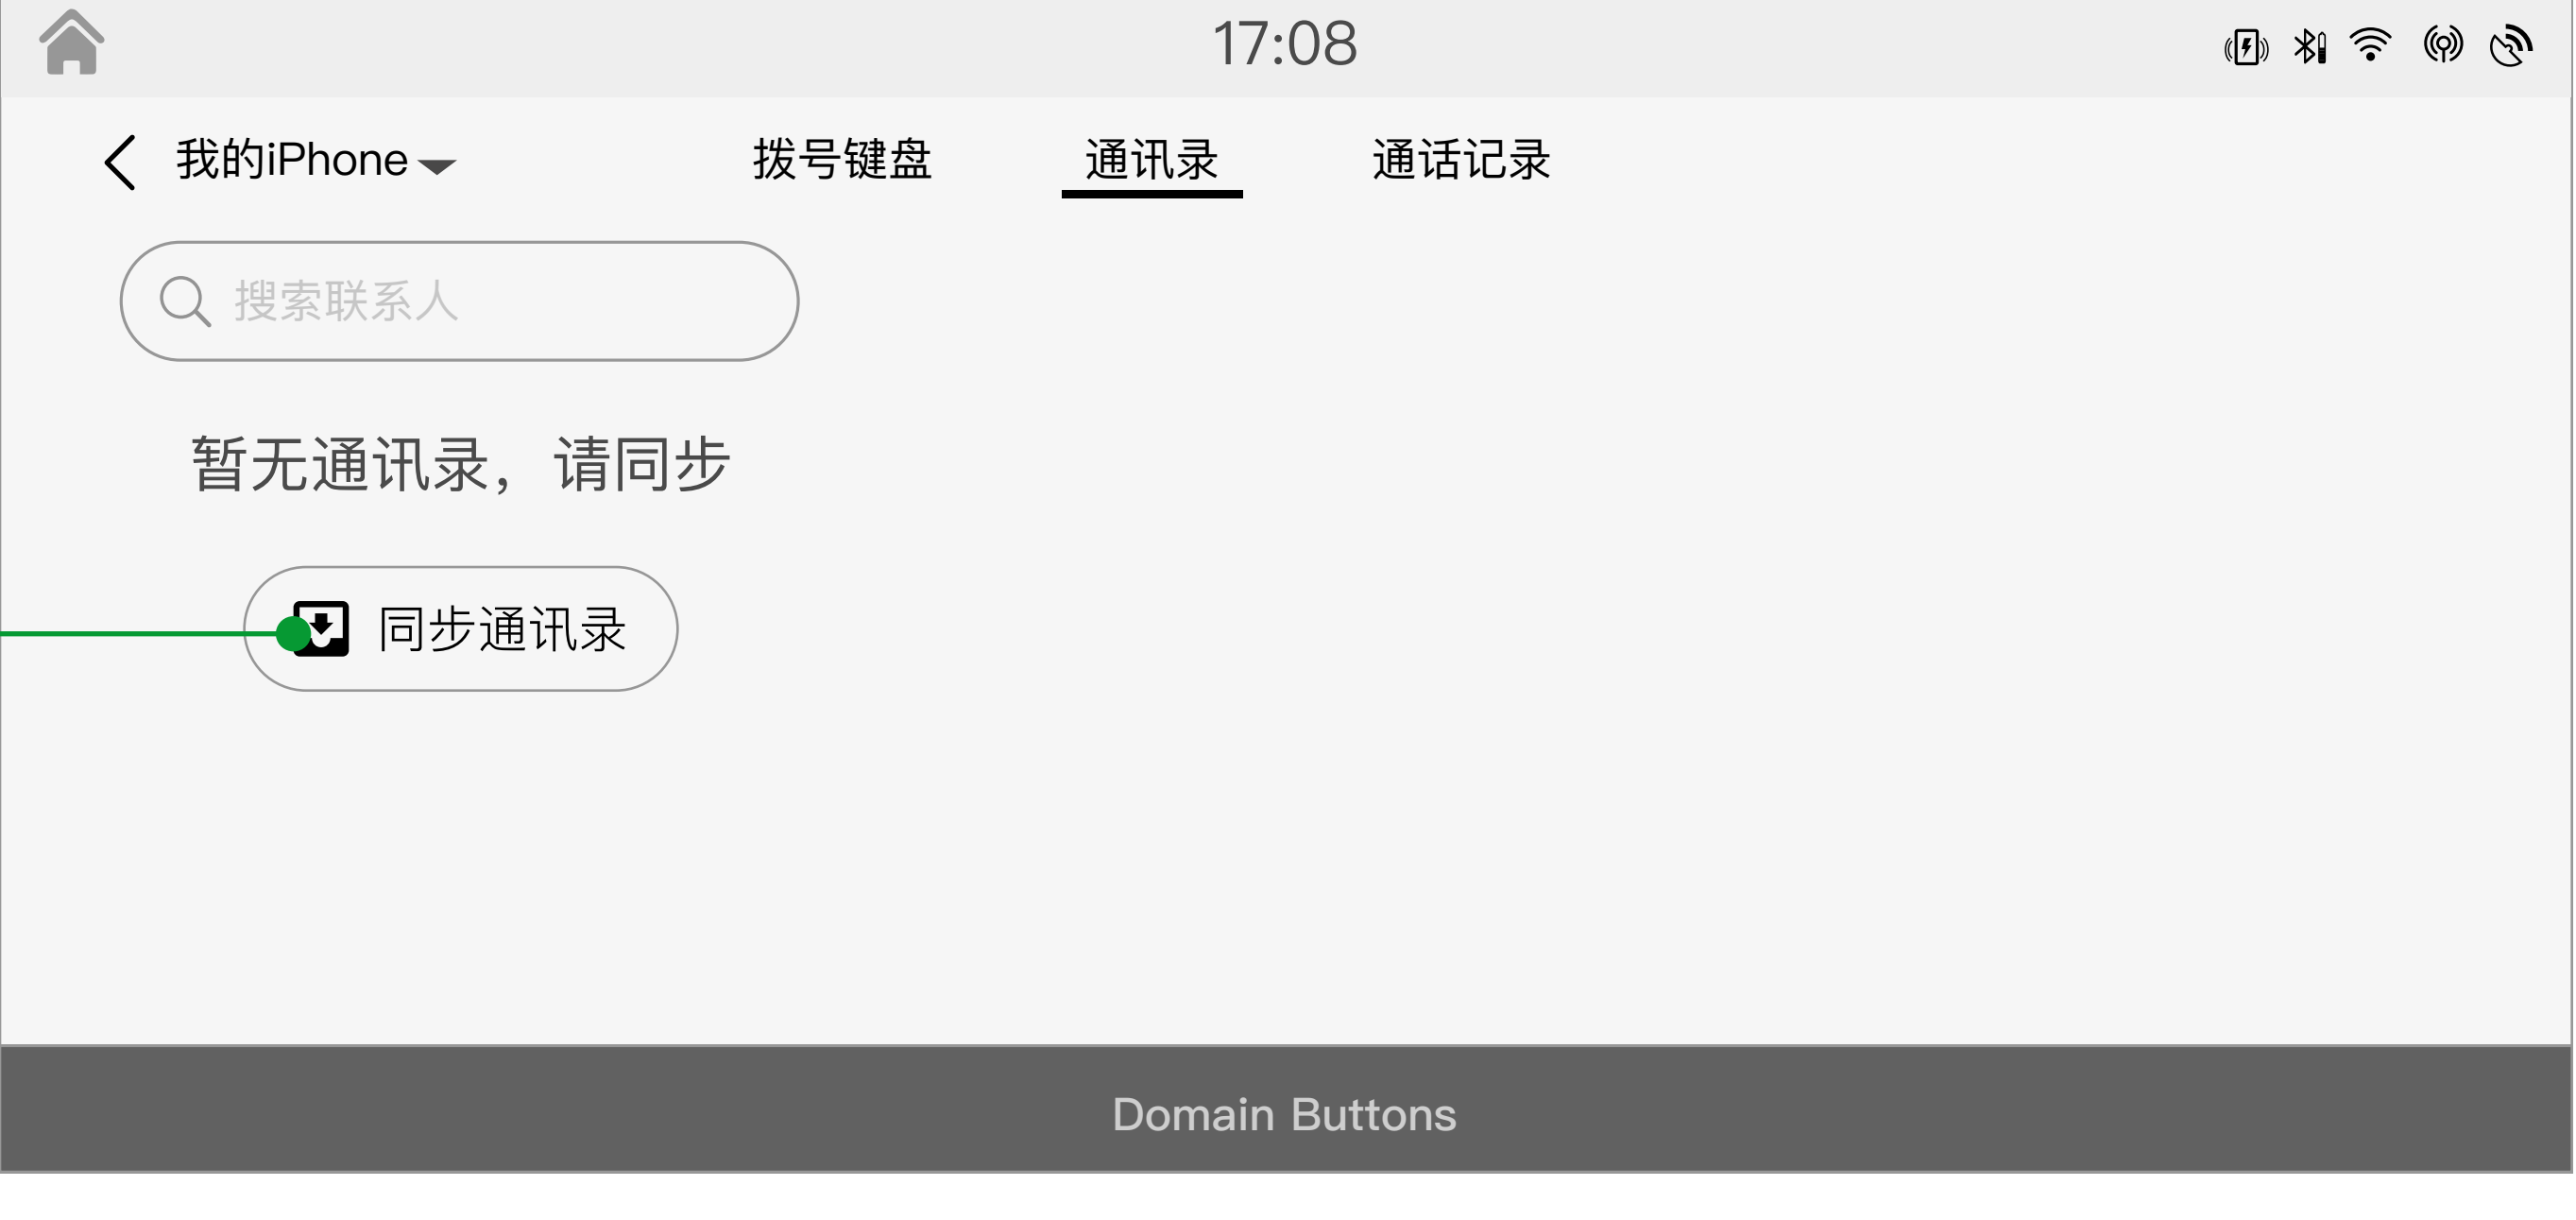 17:08
我的iPhone
拨号键盘
通讯录
通话记录
搜索联系人
暂无通讯录，请同步
同步通讯录
Domain Buttons